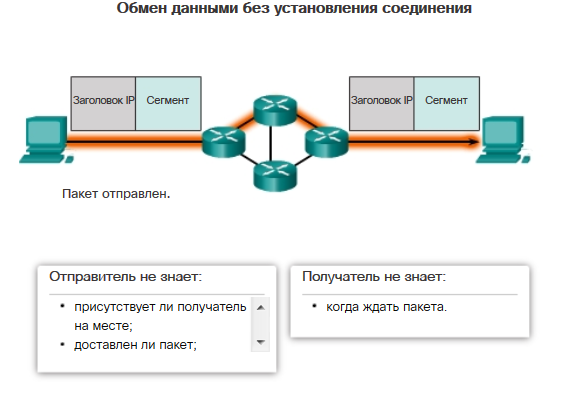 Обмен данными без установления соединения
Заголовок IP
Сегмент
Заголовок IP
Сегмент
Пакет отправлен.
Отправитель не знает:
• присутствует ли получатель
на месте;
• доставлен ли пакет;
Получатель не знает:
• когда ждать пакета.